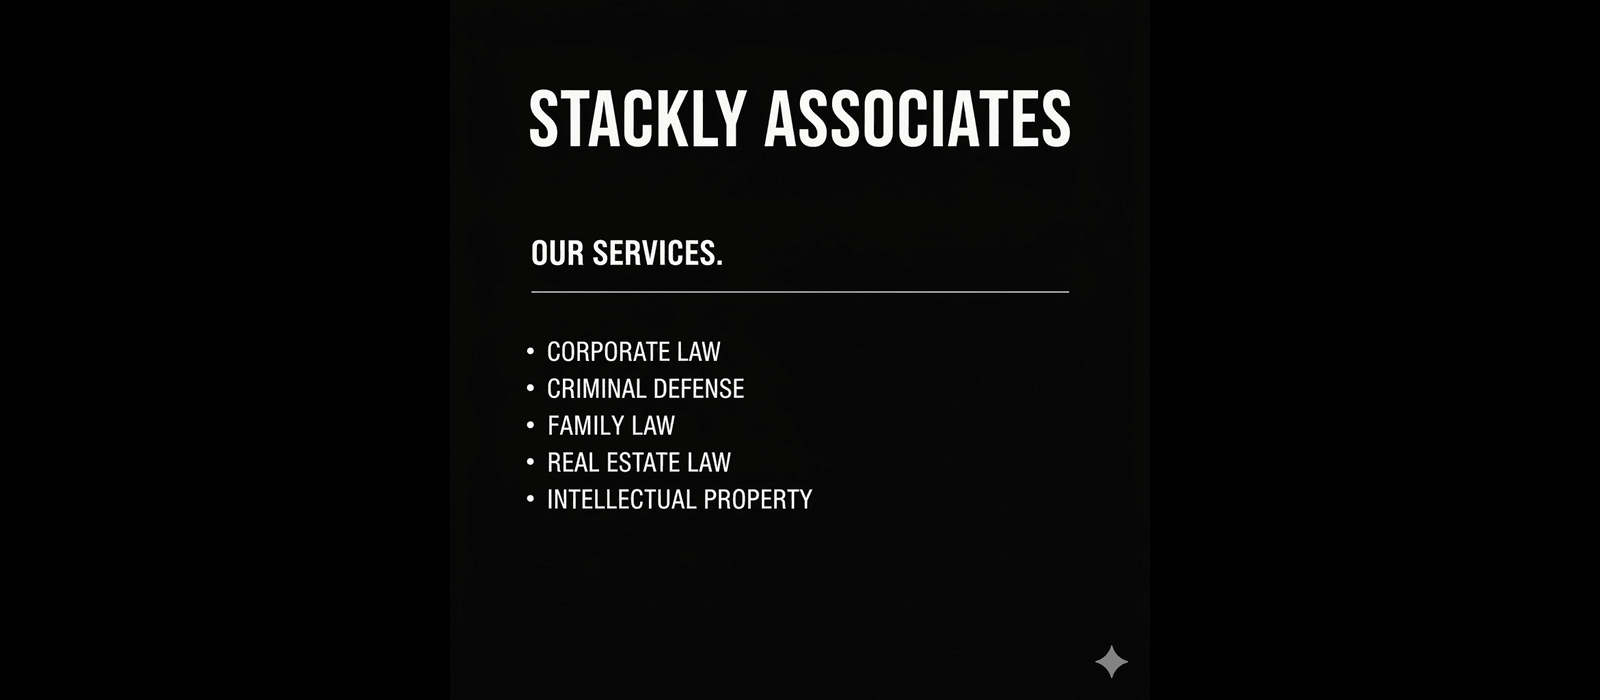 STACKLY ASSOCIATES
OUR SERVICES.
• CORPORATE LAW
• CRIMINAL DEFENSE
• FAMILY LAW
• REAL ESTATE LAW
• INTELLECTUAL PROPERTY